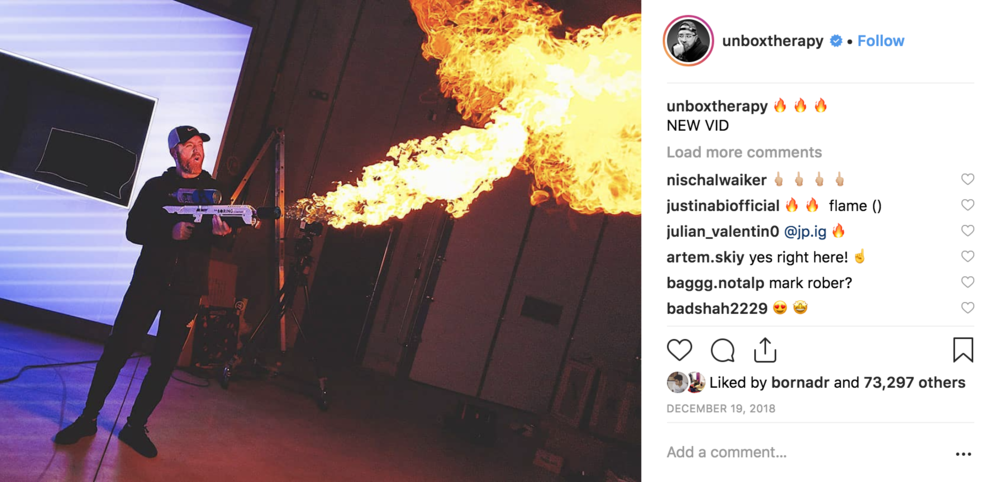 unboxtherapy • Follow
unboxtherapy 🔥 🔥 🔥
NEW VID
Load more comments
nischalwaiker 👆🏼 👆🏼 👆🏼 👆🏼
justinabiofficial 🔥 🔥 flame ()
julian_valentin0 @jp.ig 🔥
artem.skiy yes right here! ☝️
baggg.notalp mark rober?
badshah2229 😍 🤩
Liked by bornadr and 73,297 others
DECEMBER 19, 2018
Add a comment...